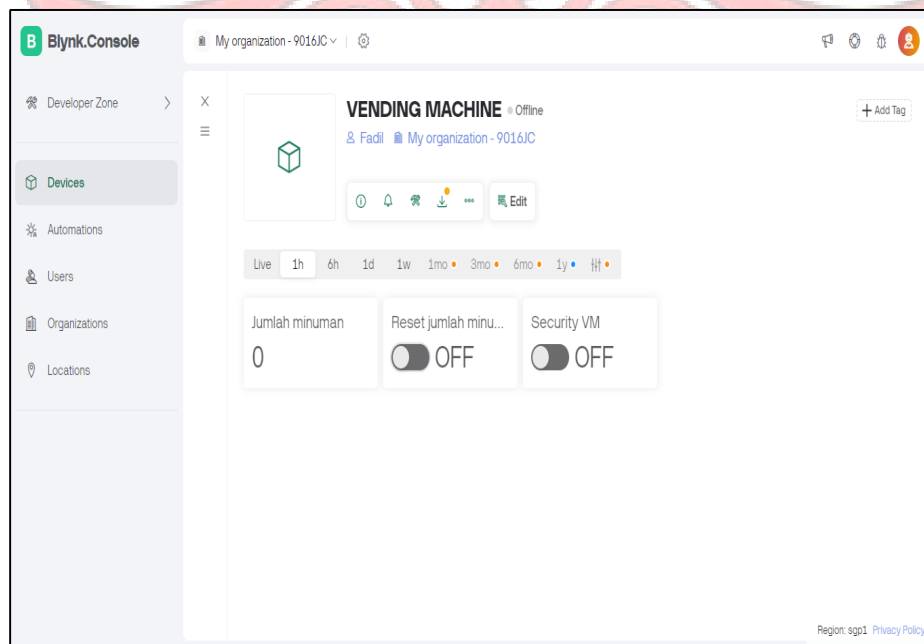 B Blynk.Console
My organization - 9016JC
Developer Zone
Devices
Automations
Users
Organizations
Locations
X
VENDING MACHINE Offline
Fadil My organization - 9016JC
Add Tag
Edit
Live 1h 6h 1d 1w 1mo 3mo 6mo 1y
Jumlah minuman
0
Reset jumlah minu...
OFF
Security VM
OFF
Region: sgp1 Privacy Policy